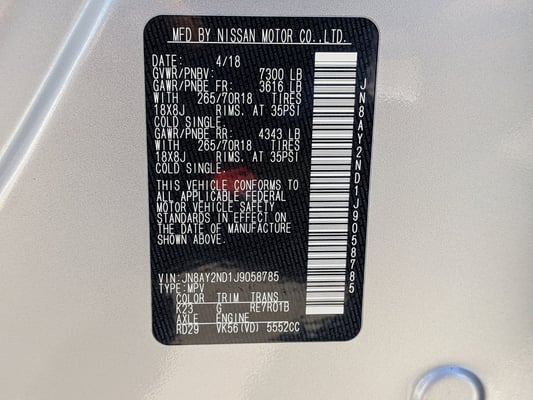 MFD BY NISSAN MOTOR CO.,LTD.
DATE: 4/18
GVWR/PNBV: 7300 LB
GAWR/PNBE FR: 3616 LB
WITH 265/70R18 TIRES
18X8J RIMS, AT 35PSI
COLD SINGLE
GAWR/PNBE RR: 4343 LB
WITH 265/70R18 TIRES
18X8J RIMS, AT 35PSI
COLD SINGLE
THIS VEHICLE CONFORMS TO
ALL APPLICABLE FEDERAL
MOTOR VEHICLE SAFETY
STANDARDS IN EFFECT ON
THE DATE OF MANUFACTURE
SHOWN ABOVE.
VIN:JN8AY2ND1J9058785
TYPE:MPV
COLOR TRIM TRANS
K23 G RE7R01B
AXLE ENGINE
RD29 VK56(VD) 5552CC
JN8AY2ND1J9058785